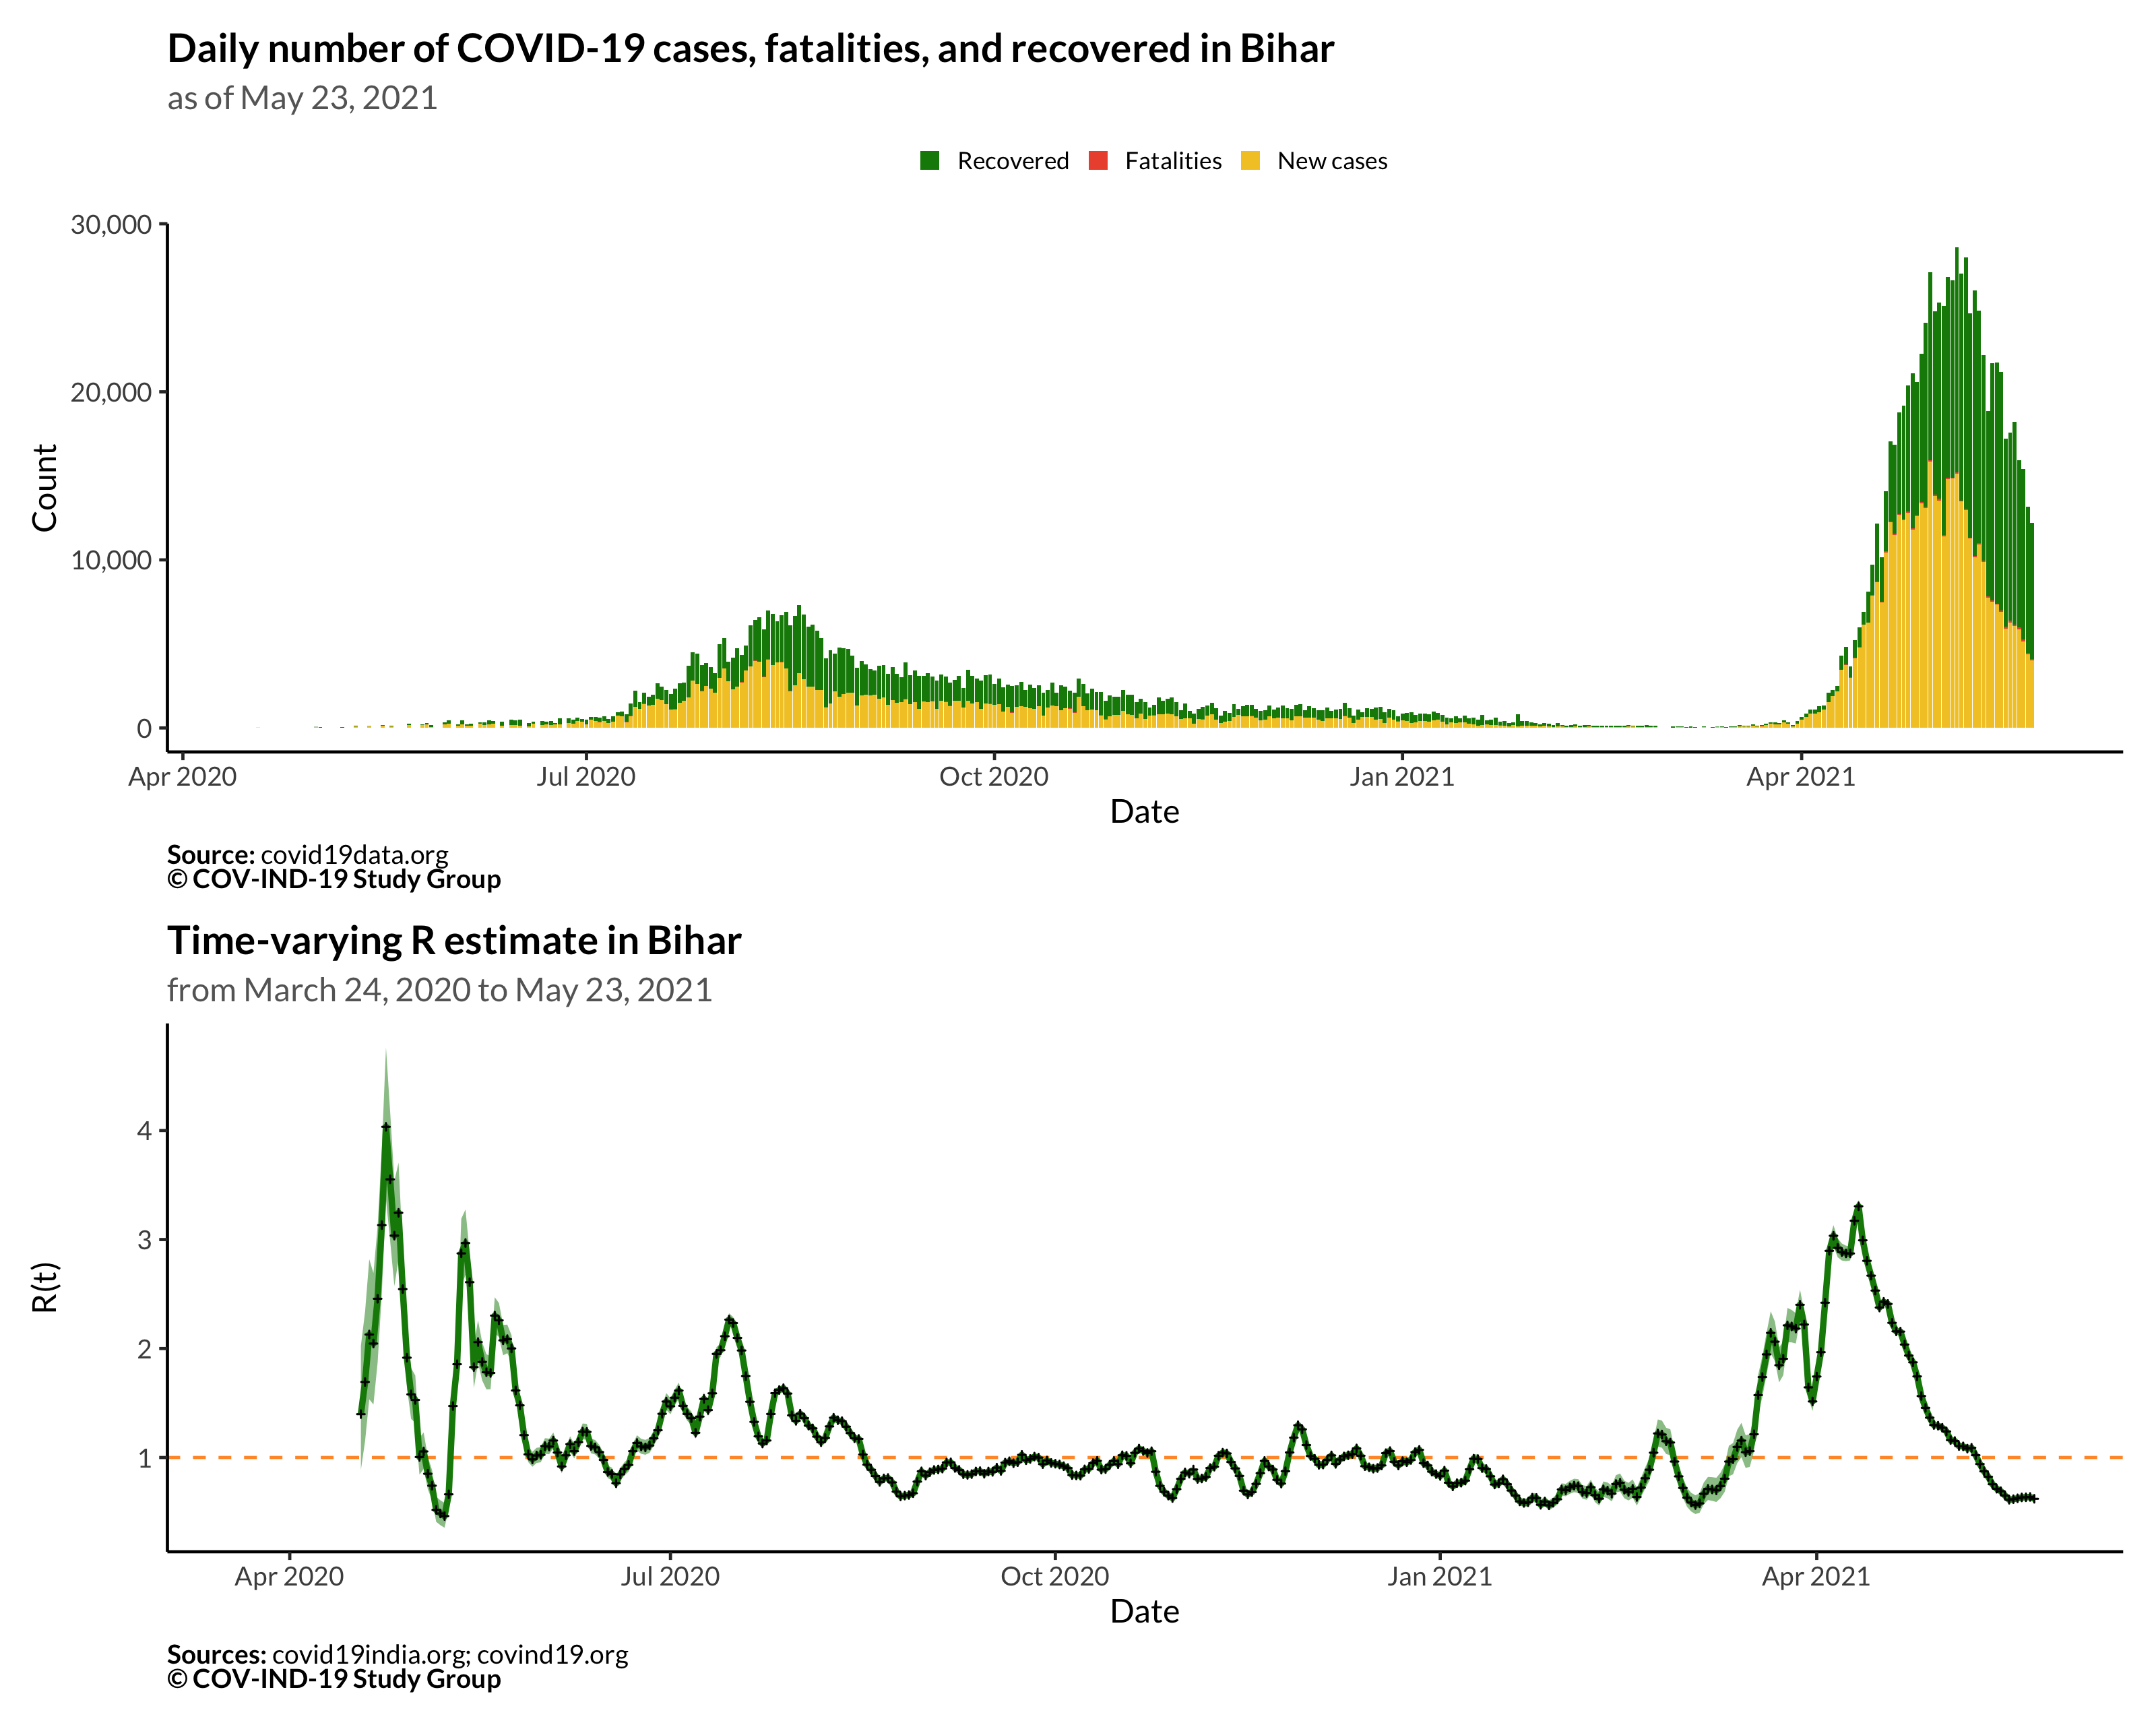 Daily number of COVID-19 cases, fatalities, and recovered in Bihar
as of May 23, 2021
Recovered Fatalities New cases
30,000
20,000
10,000
0
Count
Apr 2020 Jul 2020 Oct 2020 Jan 2021 Apr 2021
Date
Source: covid19data.org
© COV-IND-19 Study Group
Time-varying R estimate in Bihar
from March 24, 2020 to May 23, 2021
4
3
2
1
R(t)
Apr 2020 Jul 2020 Oct 2020 Jan 2021 Apr 2021
Date
Sources: covid19india.org; covind19.org
© COV-IND-19 Study Group